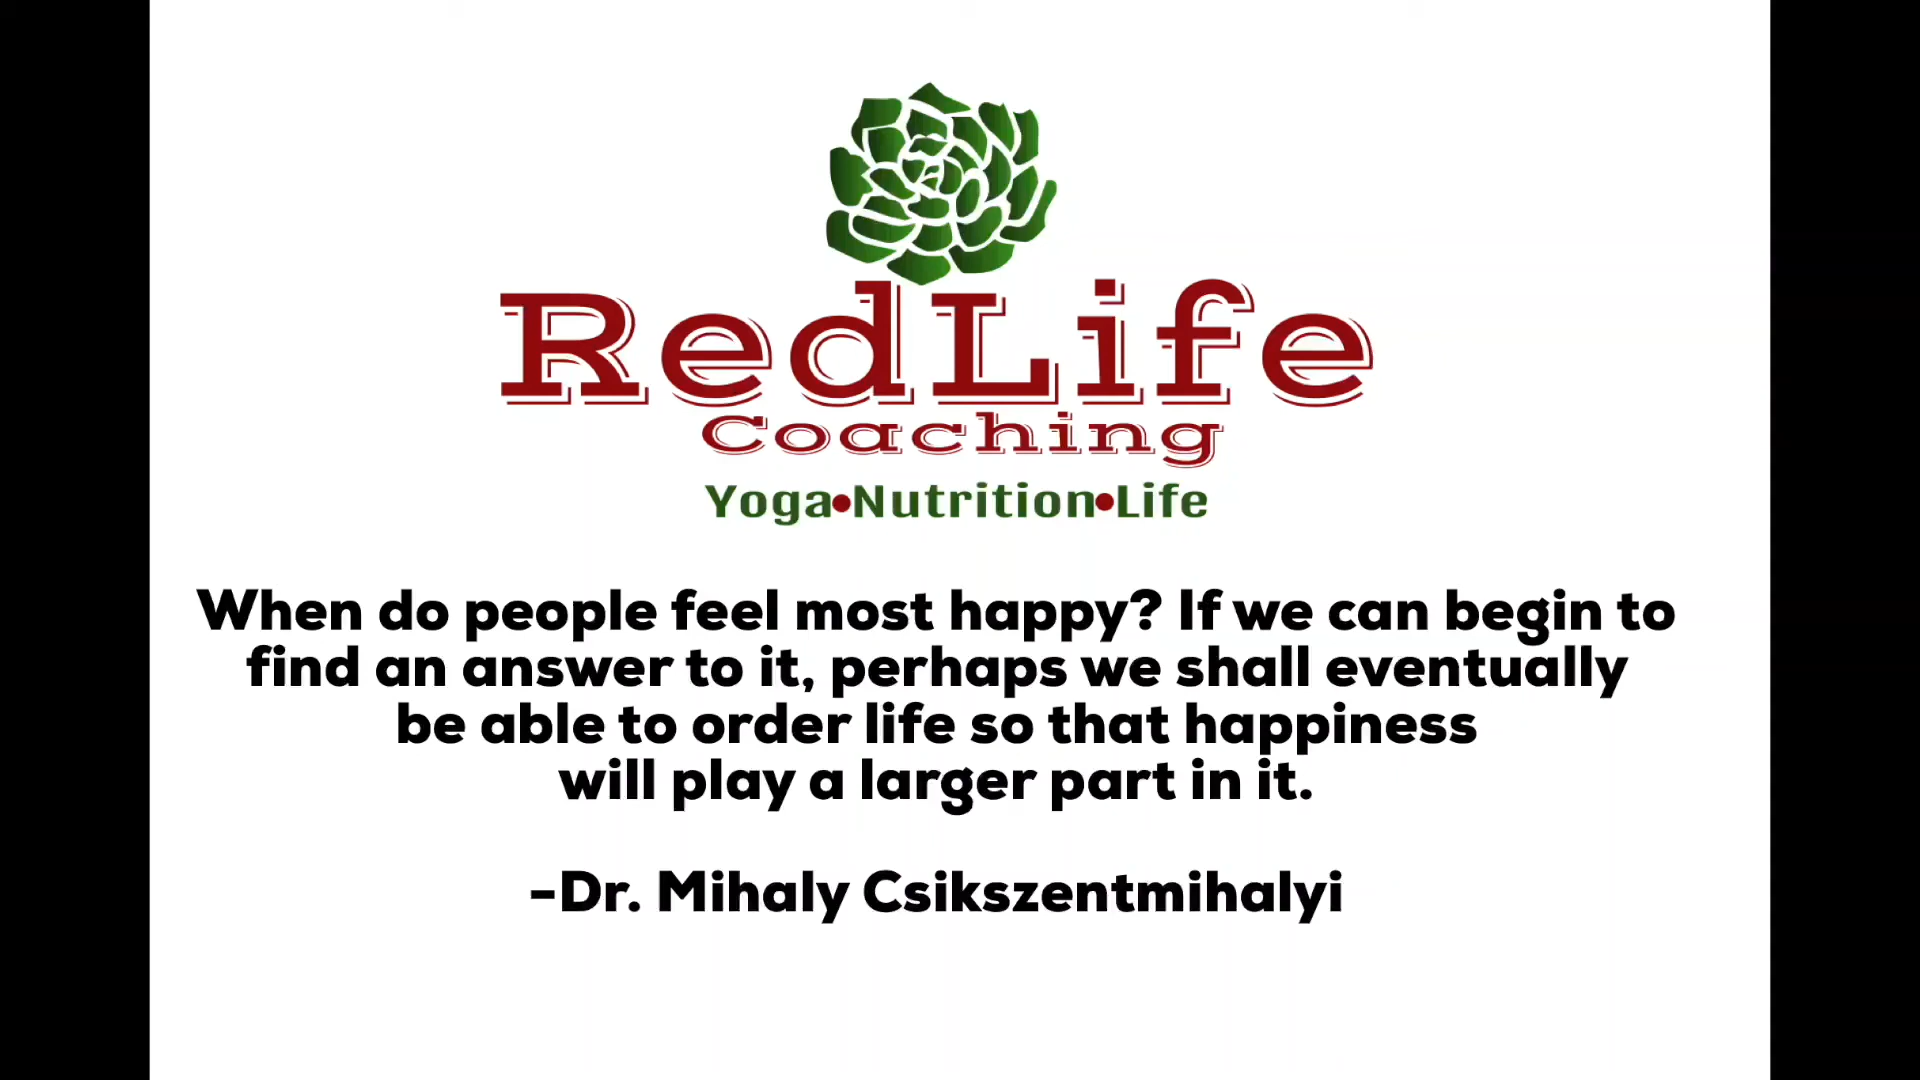 RedLife
Coaching
Yoga•Nutrition•Life
When do people feel most happy? If we can begin to
find an answer to it, perhaps we shall eventually
be able to order life so that happiness
will play a larger part in it.
-Dr. Mihaly Csikszentmihalyi